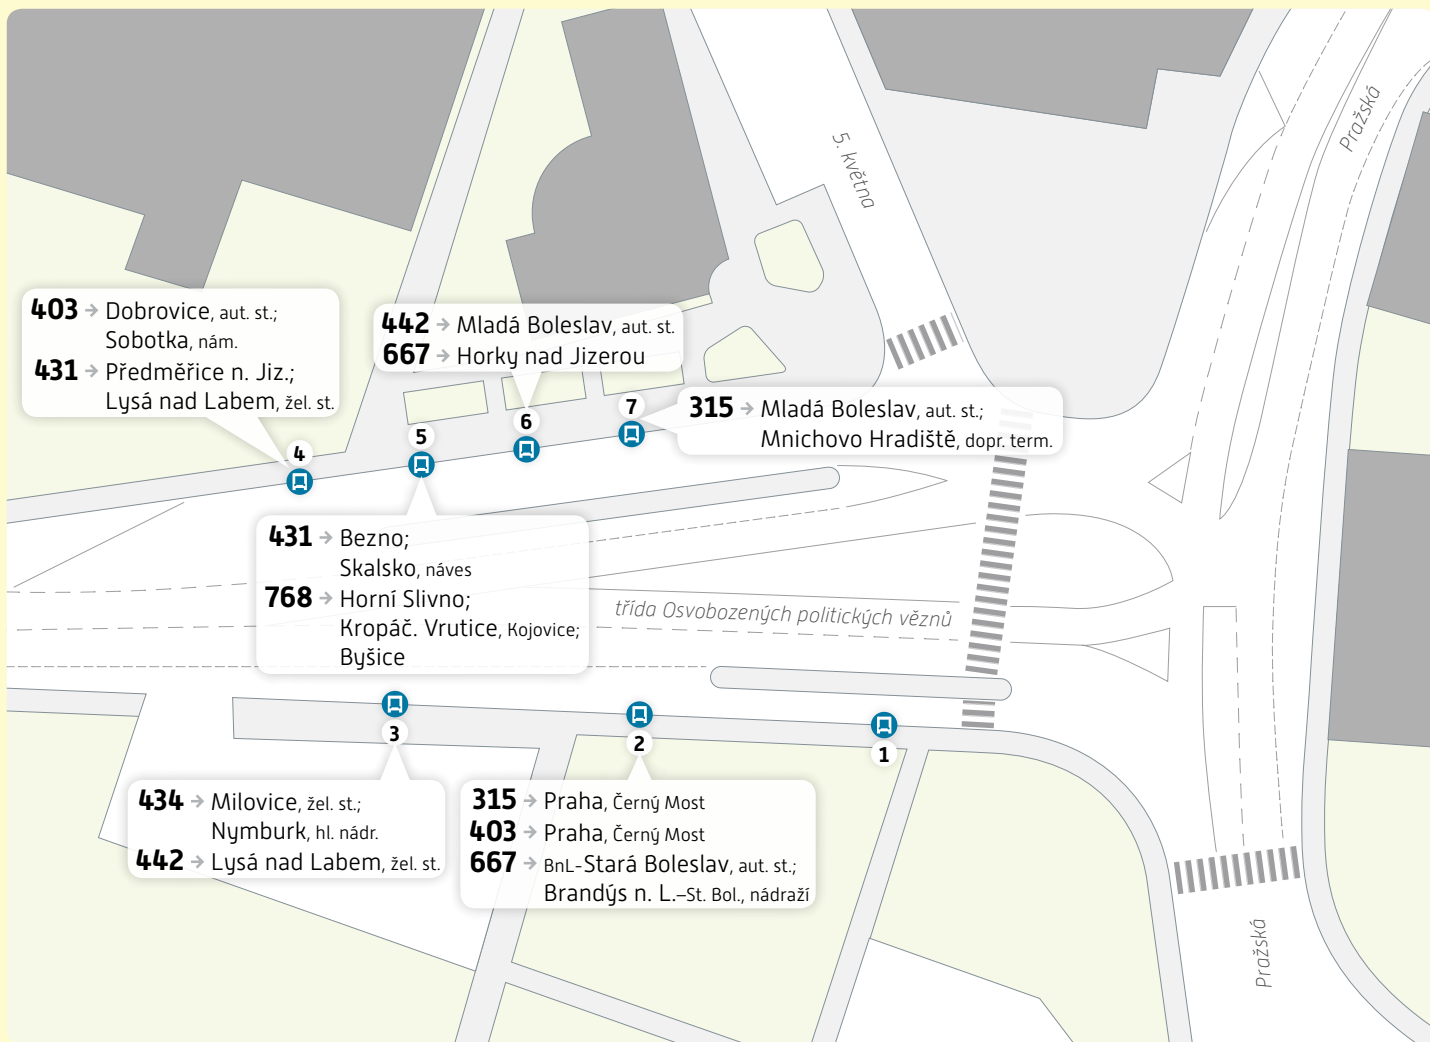 Pražská
5. května
403 → Dobrovice, aut. st.;
Sobotka, nám.
431 → Předměřice n. Jiz.;
Lysá nad Labem, žel. st.
4
442 → Mladá Boleslav, aut. st.
667 → Horky nad Jizerou
6
5
7
315 → Mladá Boleslav, aut. st.;
Mnichovo Hradiště, dopr. term.
431 → Bezno;
Skalsko, náves
768 → Horní Slivno;
Kropáč. Vrutice, Kojovice;
Byšice
třída Osvobozených politických vězňů
3
2
1
434 → Milovice, žel. st.;
Nymburk, hl. nádr.
442 → Lysá nad Labem, žel. st.
315 → Praha, Černý Most
403 → Praha, Černý Most
667 → BnL-Stará Boleslav, aut. st.;
Brandýs n. L.–St. Bol., nádraží
Pražská